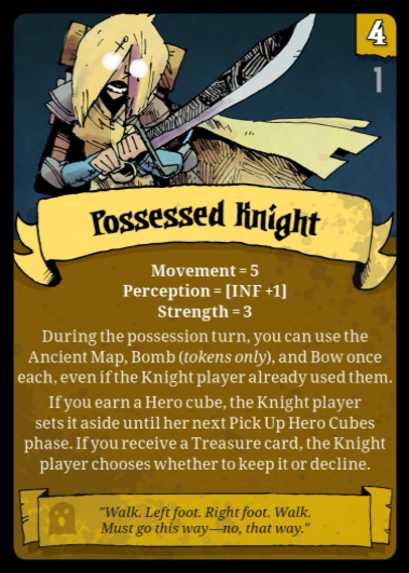 4
1
Possessed Knight
Movement = 5
Perception = [INF +1]
Strength = 3
During the possession turn, you can use the
Ancient Map, Bomb (tokens only), and Bow once
each, even if the Knight player already used them.
If you earn a Hero cube, the Knight player
sets it aside until her next Pick Up Hero Cubes
phase. If you receive a Treasure card, the Knight
player chooses whether to keep it or decline.
"Walk. Left foot. Right foot. Walk.
Must go this way—no, that way."